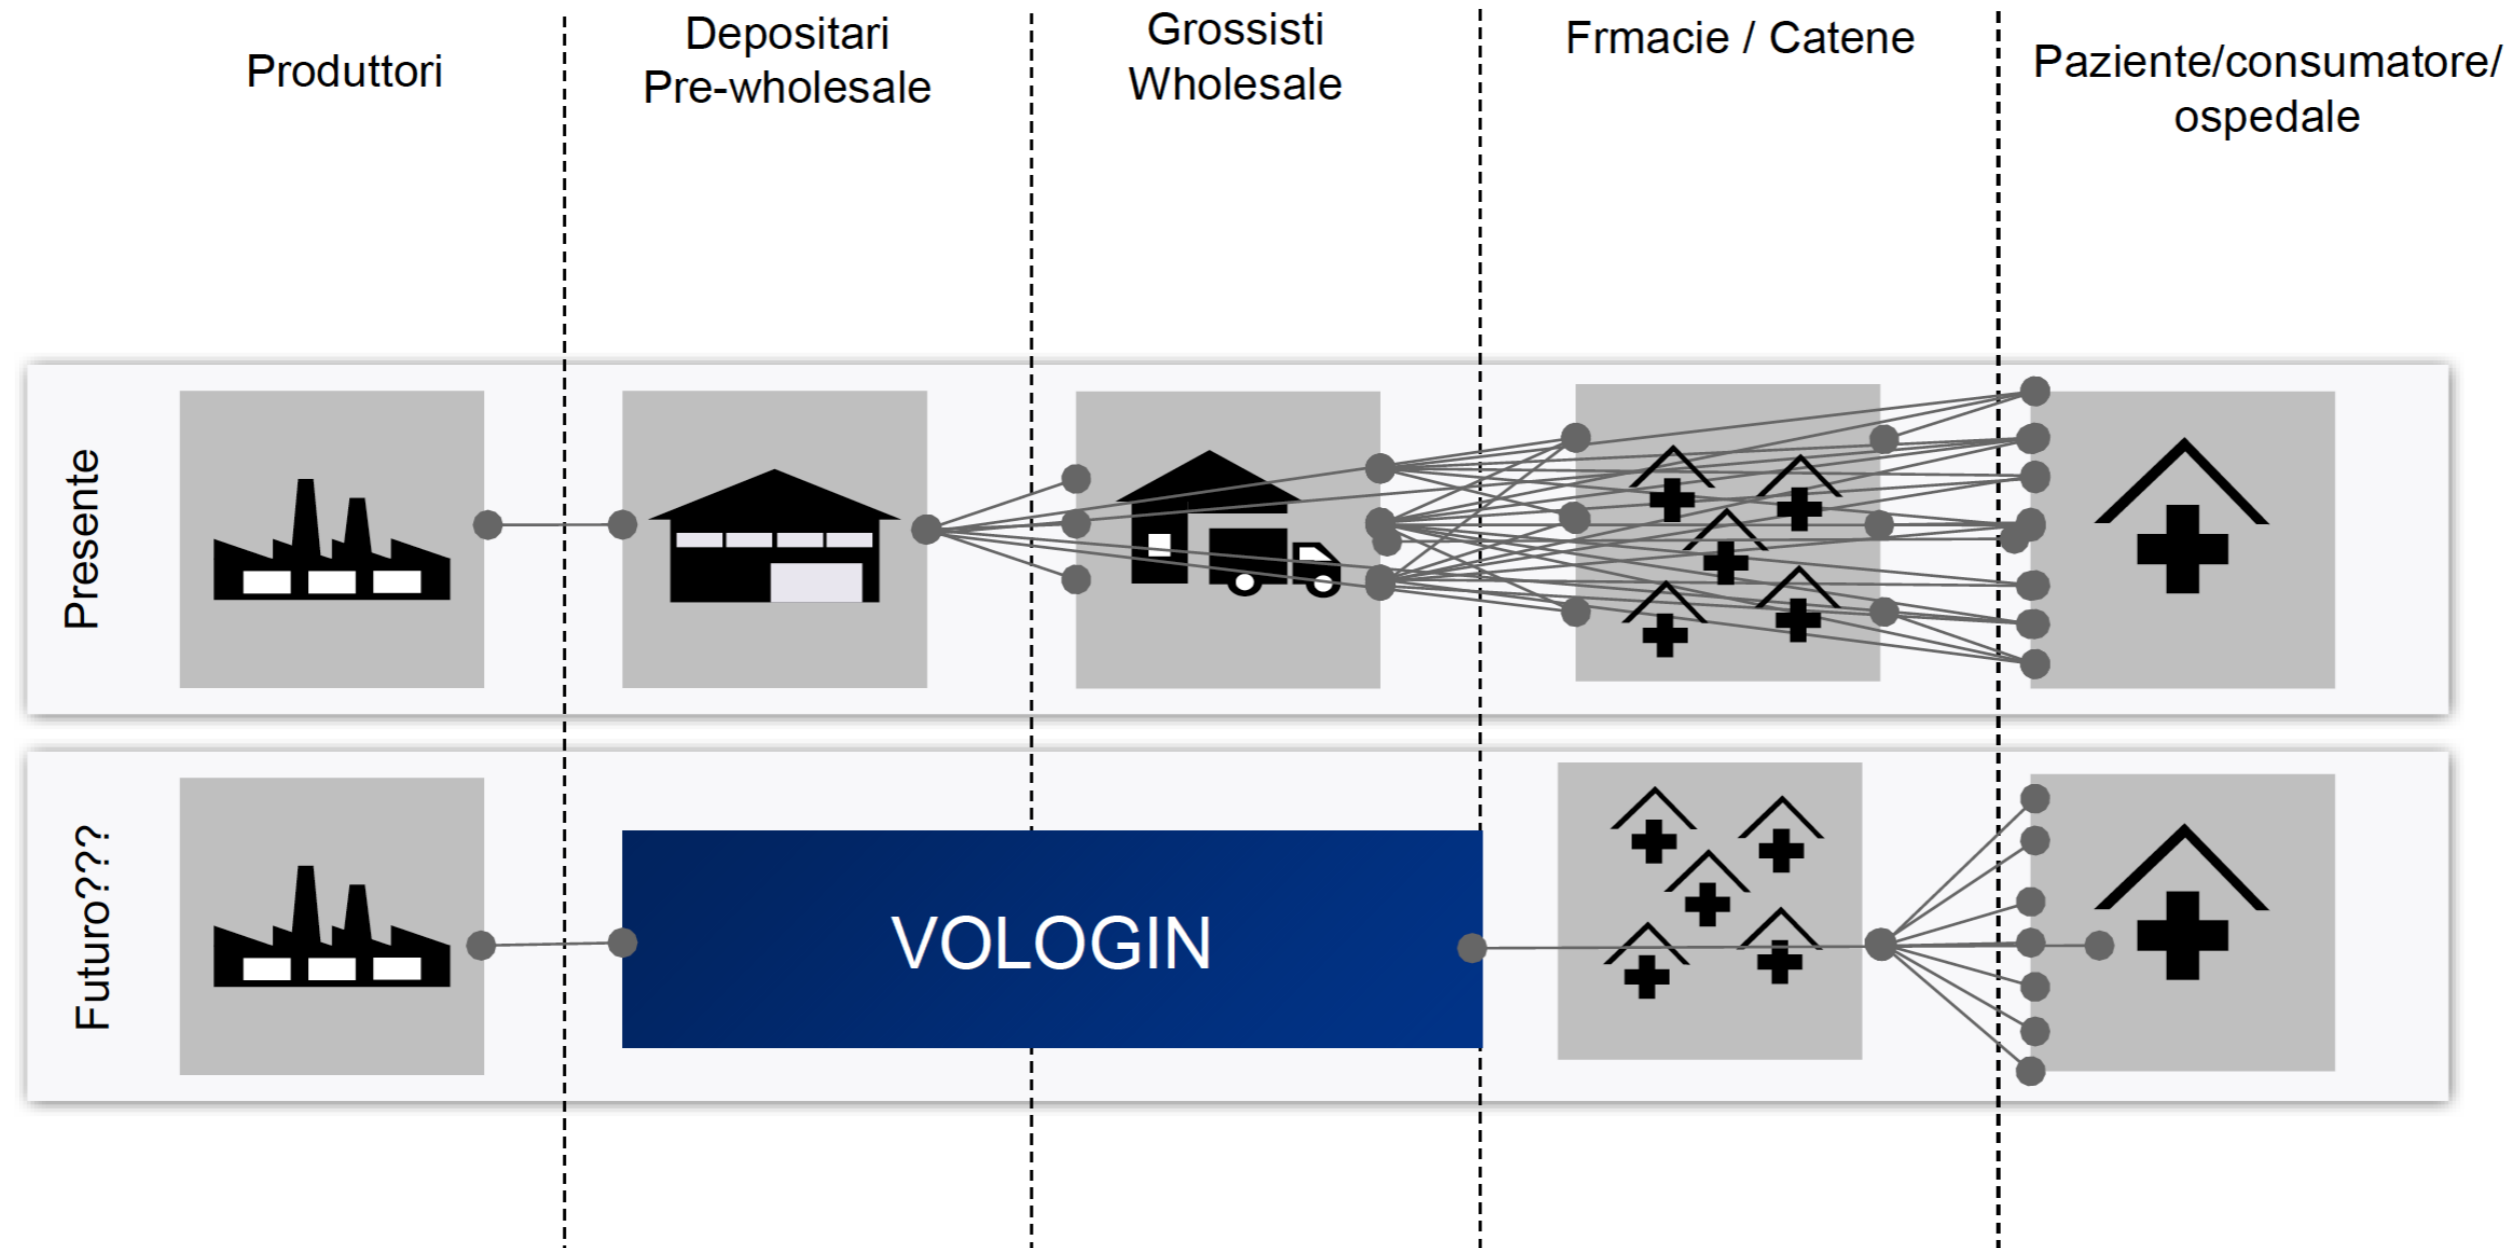 Produttori
Depositari
Pre-wholesale
Grossisti
Wholesale
Frmacie / Catene
Paziente/consumatore/
ospedale
Presente
Futuro???
VOLOGIN